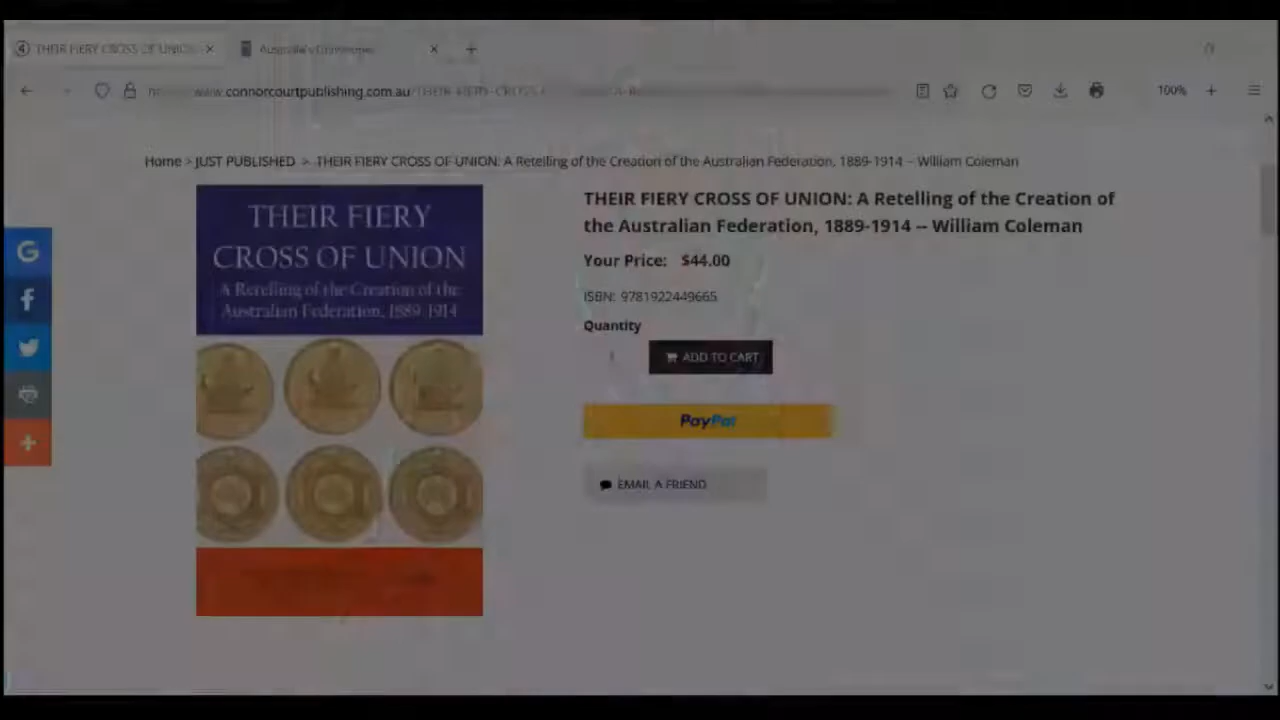 THEIR FIERY CROSS OF UNION
Australia's
www.connorcourtpublishing.com.au/THEIR-FIERY-CROSS-
100%
Home > JUST PUBLISHED > THEIR FIERY CROSS OF UNION: A Retelling of the Creation of the Australian Federation, 1889-1914 -- William Coleman
THEIR FIERY
CROSS OF UNION
A Retelling of the Creation of the
Australian Federation, 1889-1914
THEIR FIERY CROSS OF UNION: A Retelling of the Creation of
the Australian Federation, 1889-1914 -- William Coleman
Your Price: $44.00
ISBN: 9781922449665
Quantity
1
ADD TO CART
PayPal
EMAIL A FRIEND